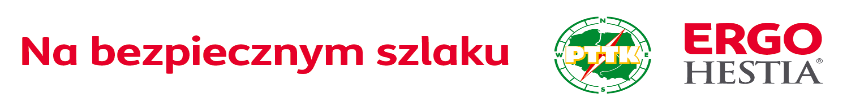 Na bezpiecznym szlaku
N
W PTTK E
S
ERGO
HESTIA®